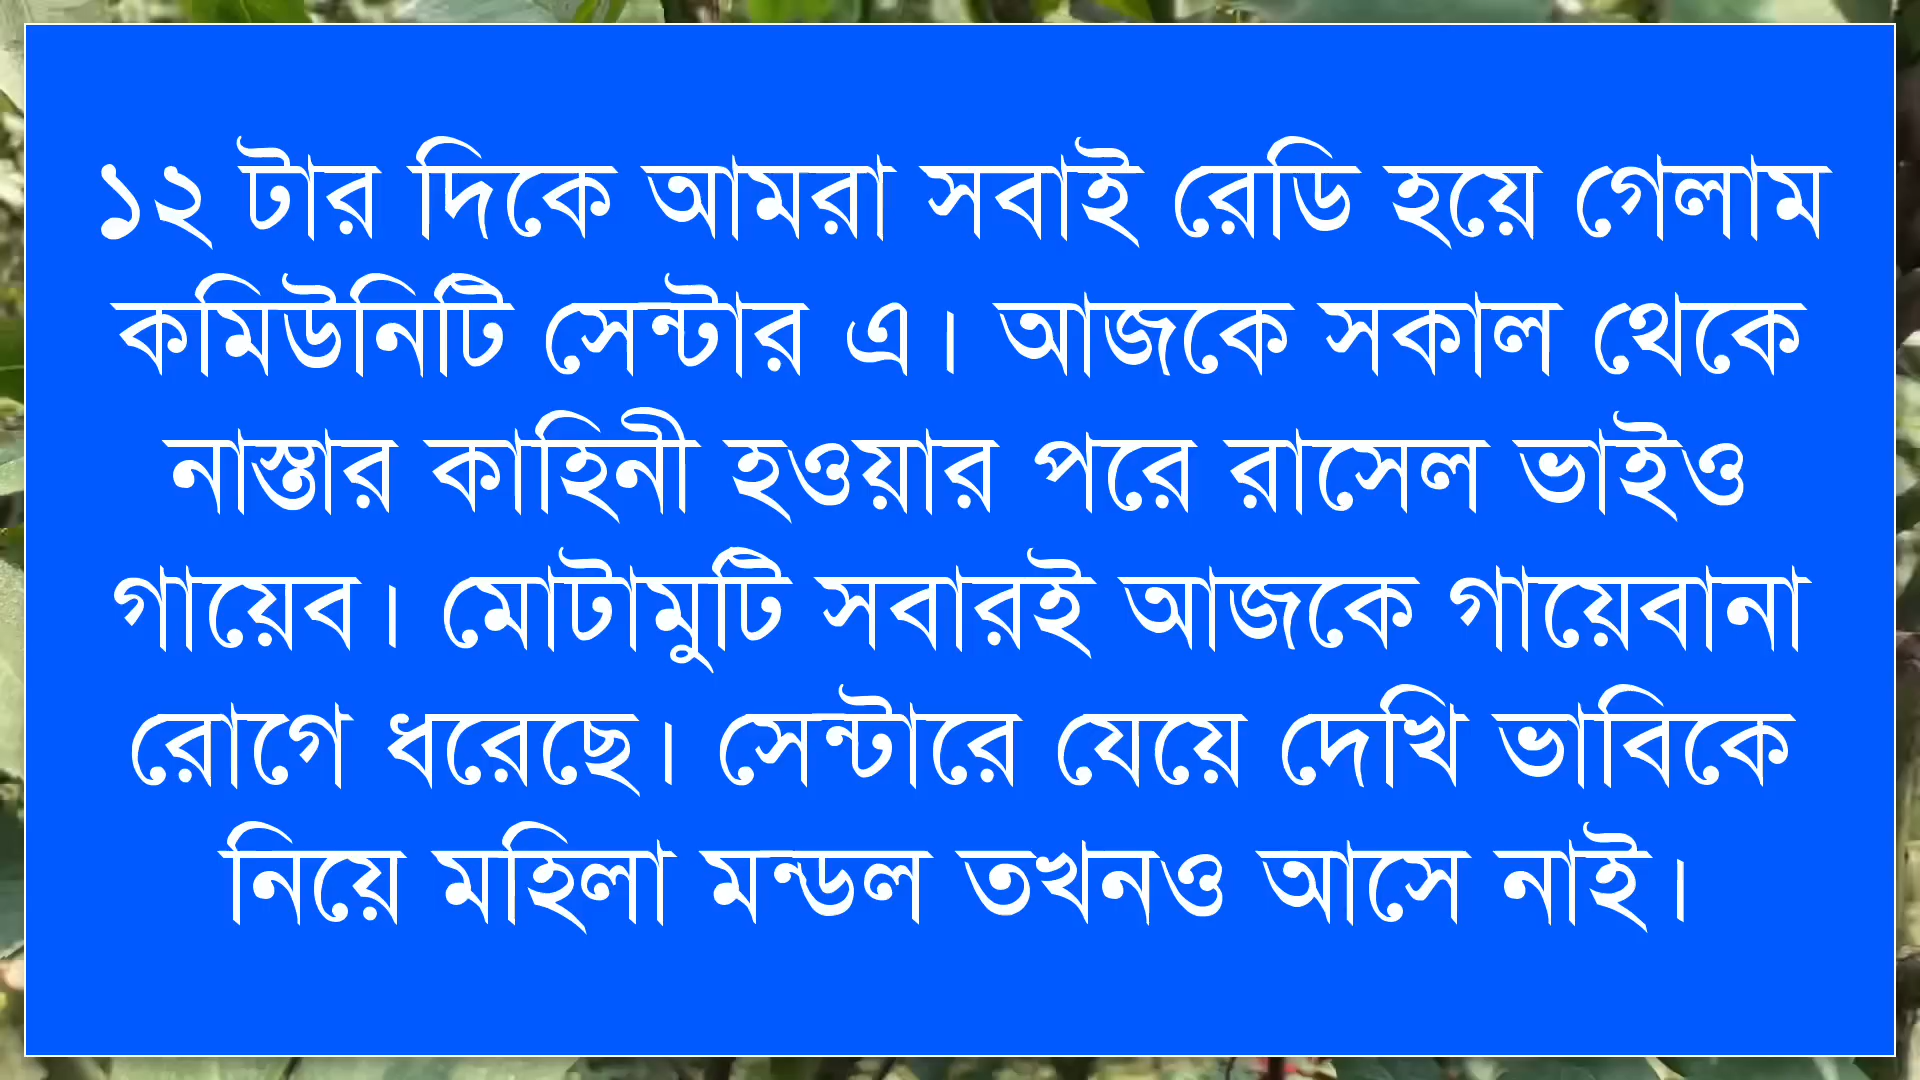 ১২ টার দিকে আমরা সবাই রেডি হয়ে গেলাম
কমিউনিটি সেন্টার এ। আজকে সকাল থেকে
নাস্তার কাহিনী হওয়ার পরে রাসেল ভাইও
গায়েব। মোটামুটি সবারই আজকে গায়েবানা
রোগে ধরেছে। সেন্টারে যেয়ে দেখি ভাবিকে
নিয়ে মহিলা মন্ডল তখনও আসে নাই।